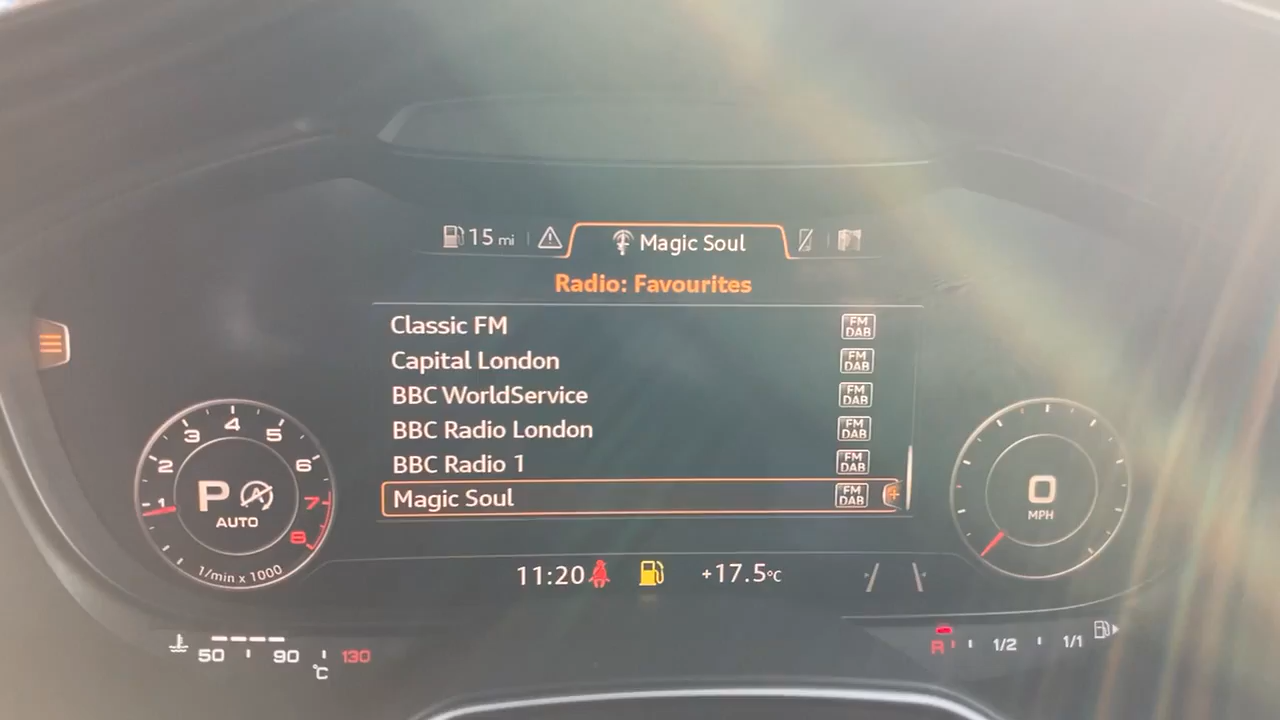 15 mi
Magic Soul
Radio: Favourites
Classic FM FM DAB
Capital London FM DAB
BBC WorldService FM DAB
BBC Radio London FM DAB
BBC Radio 1 FM DAB
Magic Soul FM DAB
1 2 3 4 5 6 7 8
P A
AUTO
1/min x 1000
0
MPH
11:20 +17.5°C
50 90 130
°C
R 1/2 1/1